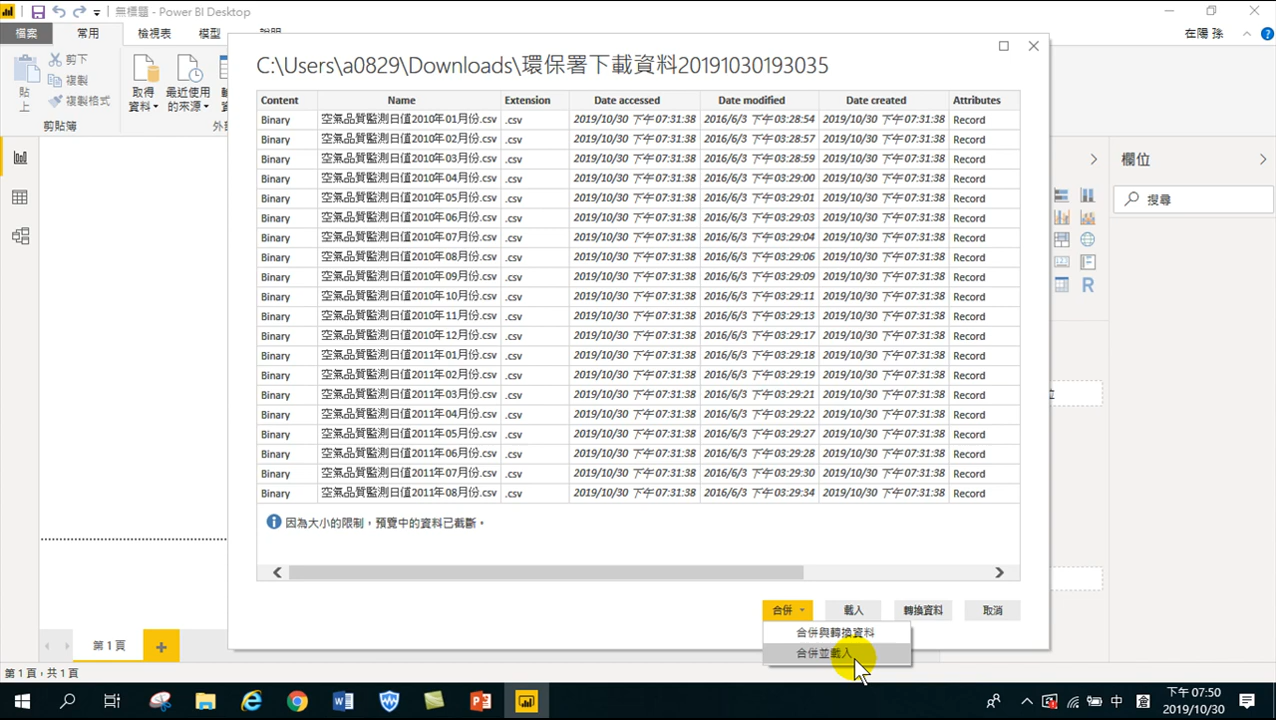 無標題 - Power BI Desktop
檔案 常用 檢視表 模型 說明 在陽 孫
剪下
複製
貼上 複製格式
剪貼簿
取得資料 最近使用的來源
C:\Users\a0829\Downloads\環保署下載資料20191030193035
Content Name Extension Date accessed Date modified Date created Attributes
Binary 空氣品質監測日值2010年01月份.csv .csv 2019/10/30 下午 07:31:38 2016/6/3 下午 03:28:54 2019/10/30 下午 07:31:38 Record
Binary 空氣品質監測日值2010年02月份.csv .csv 2019/10/30 下午 07:31:38 2016/6/3 下午 03:28:57 2019/10/30 下午 07:31:38 Record
Binary 空氣品質監測日值2010年03月份.csv .csv 2019/10/30 下午 07:31:38 2016/6/3 下午 03:28:59 2019/10/30 下午 07:31:38 Record
Binary 空氣品質監測日值2010年04月份.csv .csv 2019/10/30 下午 07:31:38 2016/6/3 下午 03:29:00 2019/10/30 下午 07:31:38 Record
Binary 空氣品質監測日值2010年05月份.csv .csv 2019/10/30 下午 07:31:38 2016/6/3 下午 03:29:01 2019/10/30 下午 07:31:38 Record
Binary 空氣品質監測日值2010年06月份.csv .csv 2019/10/30 下午 07:31:38 2016/6/3 下午 03:29:03 2019/10/30 下午 07:31:38 Record
Binary 空氣品質監測日值2010年07月份.csv .csv 2019/10/30 下午 07:31:38 2016/6/3 下午 03:29:04 2019/10/30 下午 07:31:38 Record
Binary 空氣品質監測日值2010年08月份.csv .csv 2019/10/30 下午 07:31:38 2016/6/3 下午 03:29:06 2019/10/30 下午 07:31:38 Record
Binary 空氣品質監測日值2010年09月份.csv .csv 2019/10/30 下午 07:31:38 2016/6/3 下午 03:29:09 2019/10/30 下午 07:31:38 Record
Binary 空氣品質監測日值2010年10月份.csv .csv 2019/10/30 下午 07:31:38 2016/6/3 下午 03:29:11 2019/10/30 下午 07:31:38 Record
Binary 空氣品質監測日值2010年11月份.csv .csv 2019/10/30 下午 07:31:38 2016/6/3 下午 03:29:13 2019/10/30 下午 07:31:38 Record
Binary 空氣品質監測日值2010年12月份.csv .csv 2019/10/30 下午 07:31:38 2016/6/3 下午 03:29:17 2019/10/30 下午 07:31:38 Record
Binary 空氣品質監測日值2011年01月份.csv .csv 2019/10/30 下午 07:31:38 2016/6/3 下午 03:29:18 2019/10/30 下午 07:31:38 Record
Binary 空氣品質監測日值2011年02月份.csv .csv 2019/10/30 下午 07:31:38 2016/6/3 下午 03:29:19 2019/10/30 下午 07:31:38 Record
Binary 空氣品質監測日值2011年03月份.csv .csv 2019/10/30 下午 07:31:38 2016/6/3 下午 03:29:21 2019/10/30 下午 07:31:38 Record
Binary 空氣品質監測日值2011年04月份.csv .csv 2019/10/30 下午 07:31:38 2016/6/3 下午 03:29:22 2019/10/30 下午 07:31:38 Record
Binary 空氣品質監測日值2011年05月份.csv .csv 2019/10/30 下午 07:31:38 2016/6/3 下午 03:29:27 2019/10/30 下午 07:31:38 Record
Binary 空氣品質監測日值2011年06月份.csv .csv 2019/10/30 下午 07:31:38 2016/6/3 下午 03:29:28 2019/10/30 下午 07:31:38 Record
Binary 空氣品質監測日值2011年07月份.csv .csv 2019/10/30 下午 07:31:38 2016/6/3 下午 03:29:30 2019/10/30 下午 07:31:38 Record
Binary 空氣品質監測日值2011年08月份.csv .csv 2019/10/30 下午 07:31:38 2016/6/3 下午 03:29:34 2019/10/30 下午 07:31:38 Record
因為大小的限制，預覽中的資料已截斷。
合併 載入 轉換資料 取消
合併與轉換資料
合併並載入
欄位
搜尋
R
位
第 1 頁
第 1 頁，共 1 頁
中 下午 07:50
2019/10/30